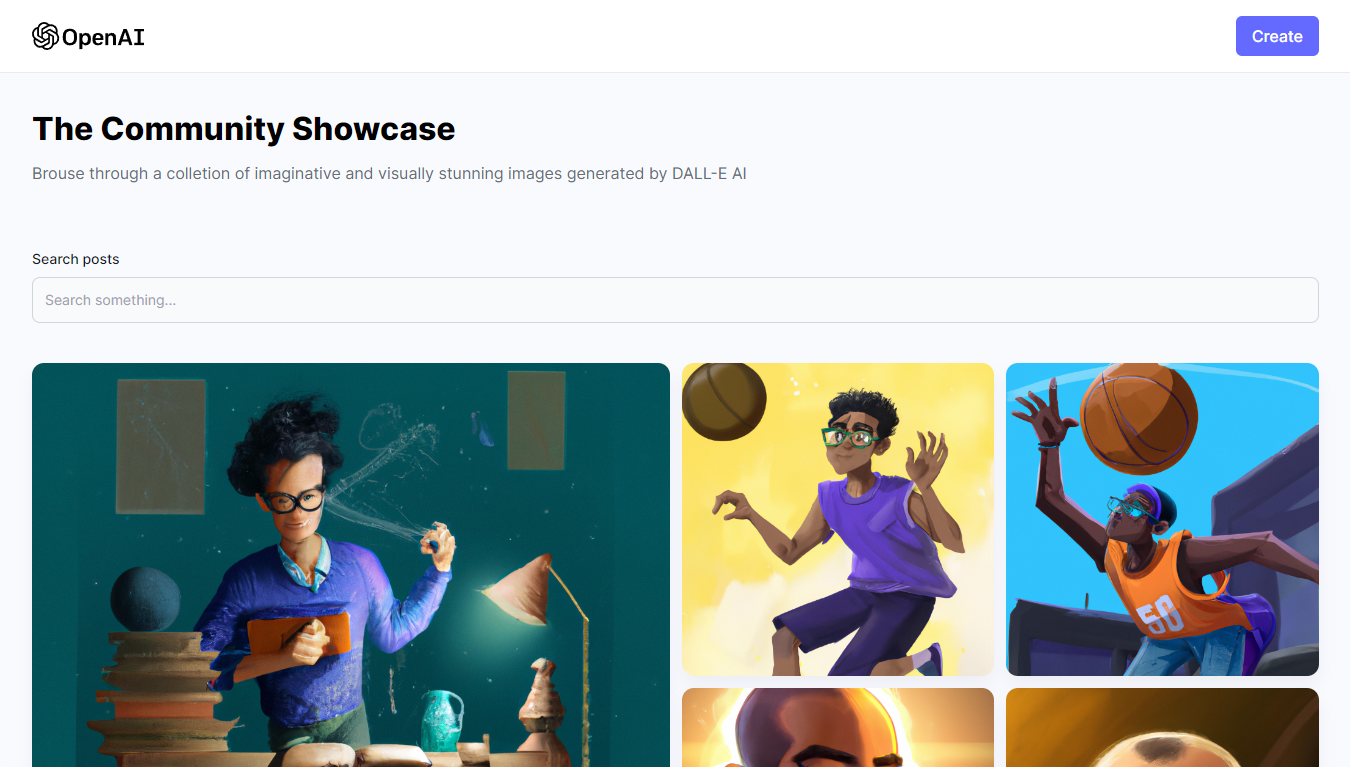 OpenAI
Create
The Community Showcase
Brouse through a colletion of imaginative and visually stunning images generated by DALL-E AI
Search posts
Search something...
50